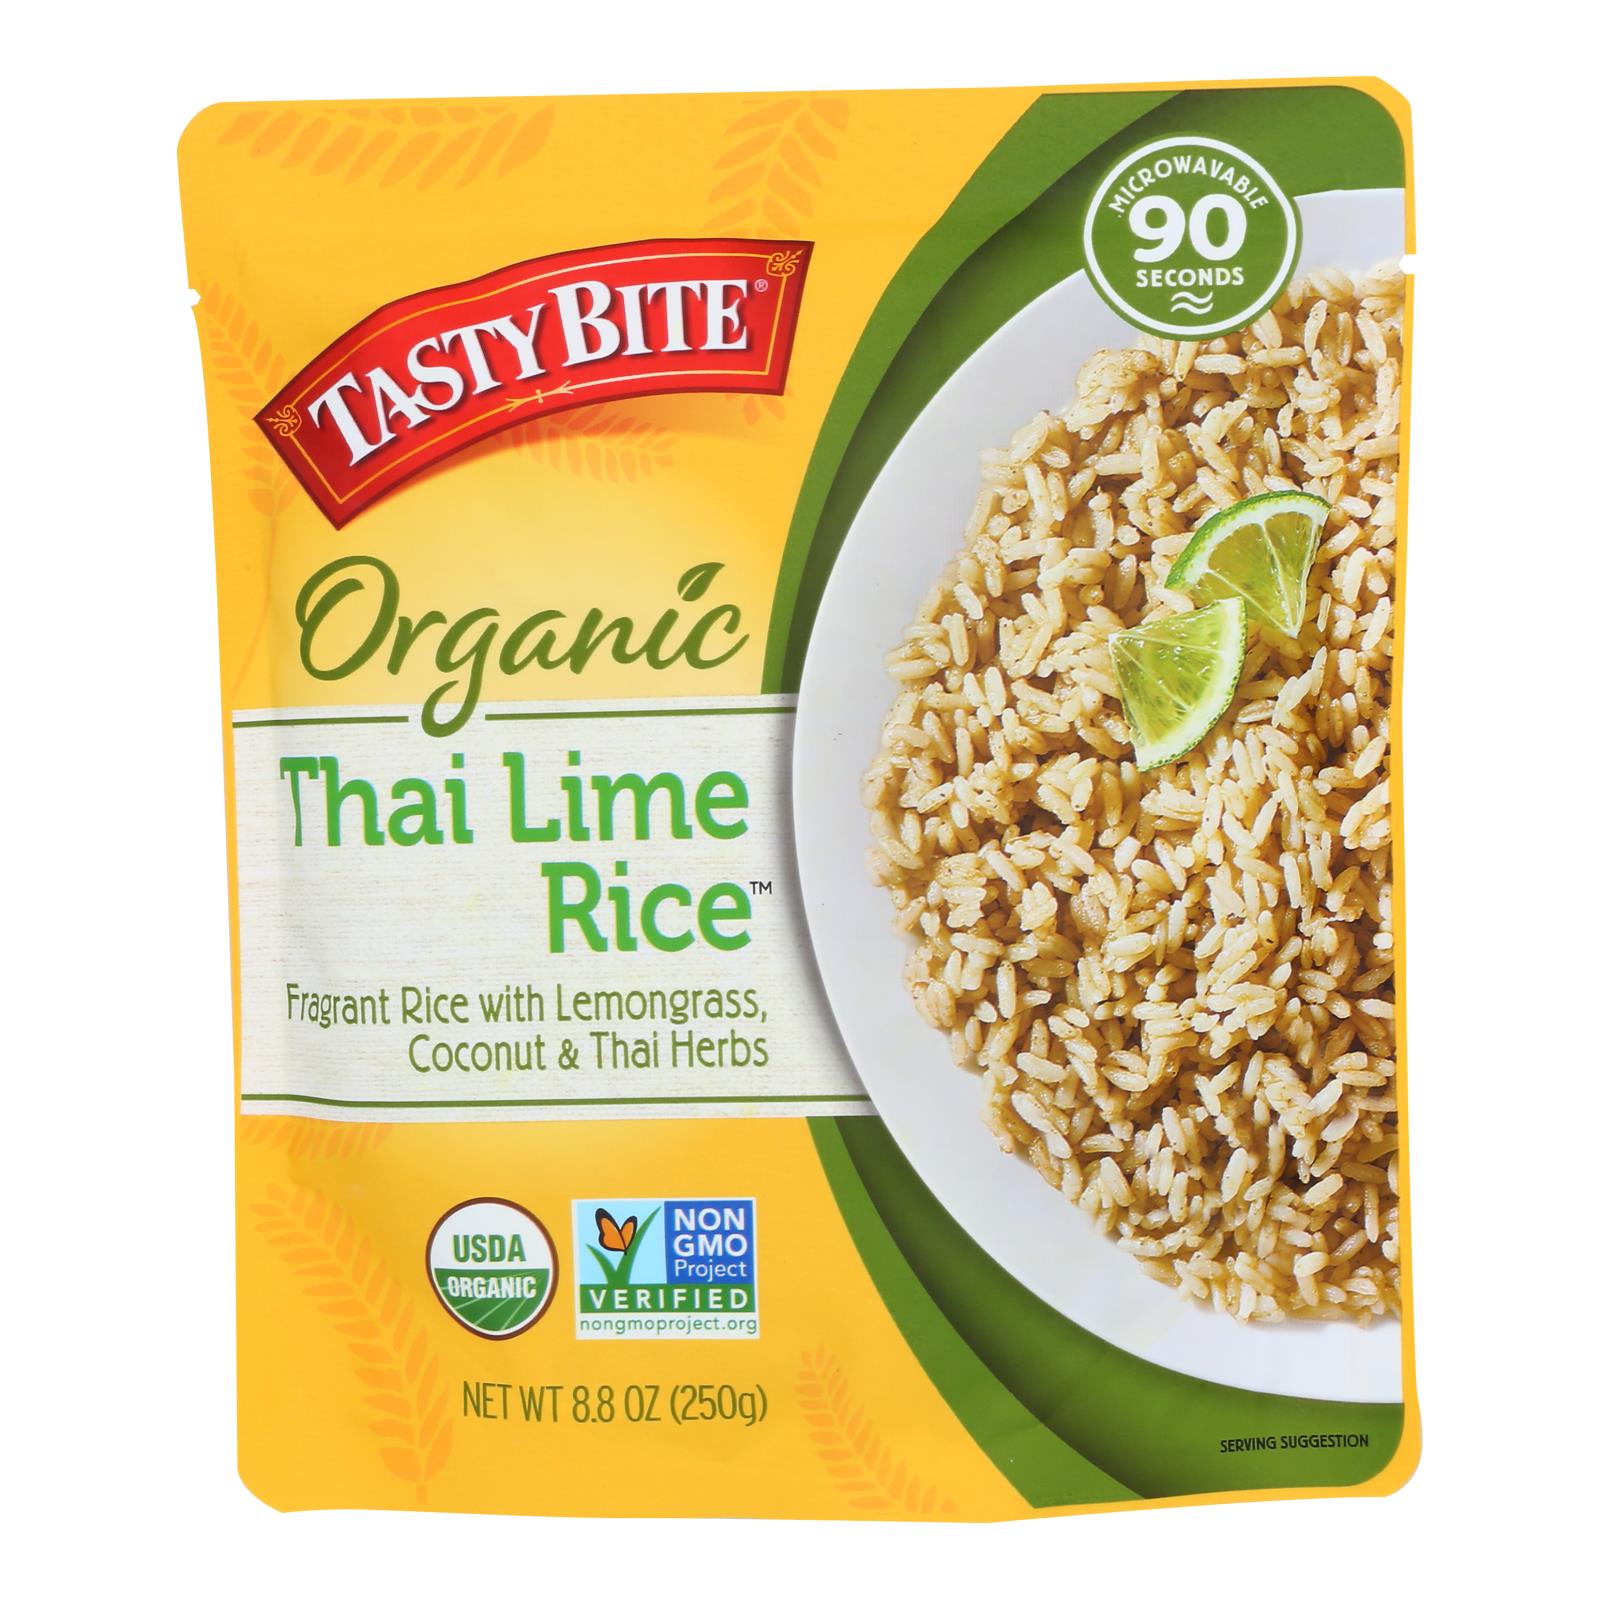 MICROWAVABLE
90
SECONDS
TASTY BITE®
Organic
Thai Lime
Rice™
Fragrant Rice with Lemongrass,
Coconut & Thai Herbs
USDA
ORGANIC
NON
GMO
Project
VERIFIED
nongmoproject.org
NET WT 8.8 OZ (250g)
SERVING SUGGESTION